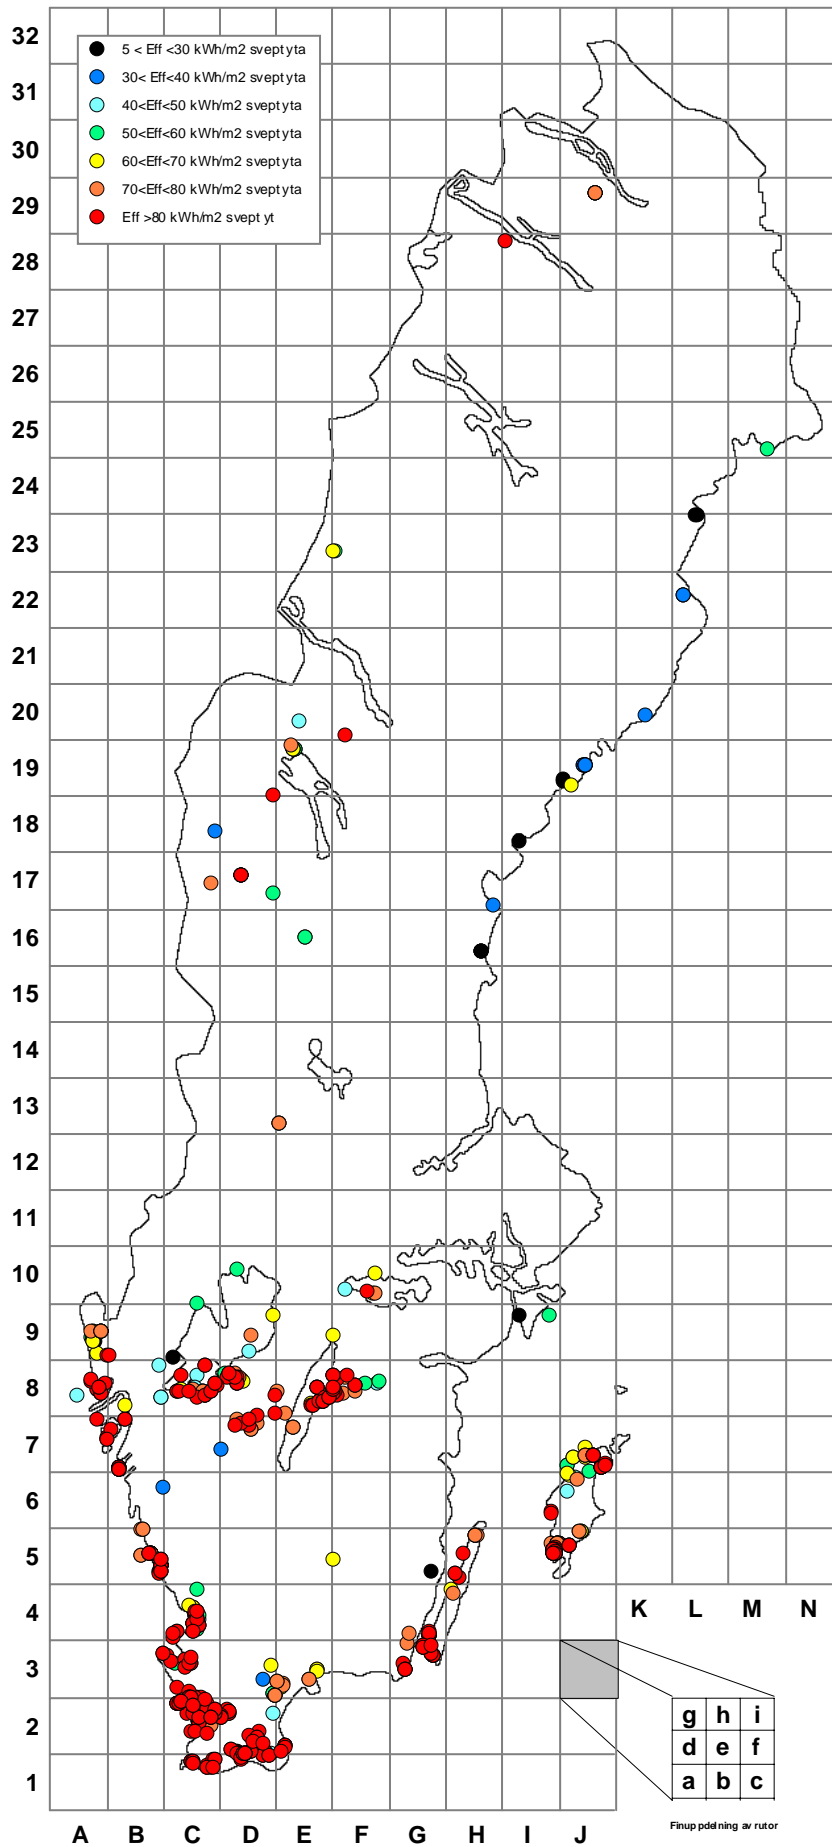 32
5 < Eff <30 kWh/m2 sveptyta
30< Eff<40 kWh/m2 sveptyta
31
40<Eff<50 kWh/m2 sveptyta
50<Eff<60 kWh/m2 sveptyta
30
60<Eff<70 kWh/m2 sveptyta
70<Eff<80 kWh/m2 sveptyta
29
Eff >80 kWh/m2 svept yt
28
27
26
25
24
23
22
21
20
19
18
17
16
15
14
13
12
11
10
9
8
7
6
5
4
K L M N
3
g h i
2
d e f
a b c
1
A B C D E F G H I J
Finuppdelning av rutor